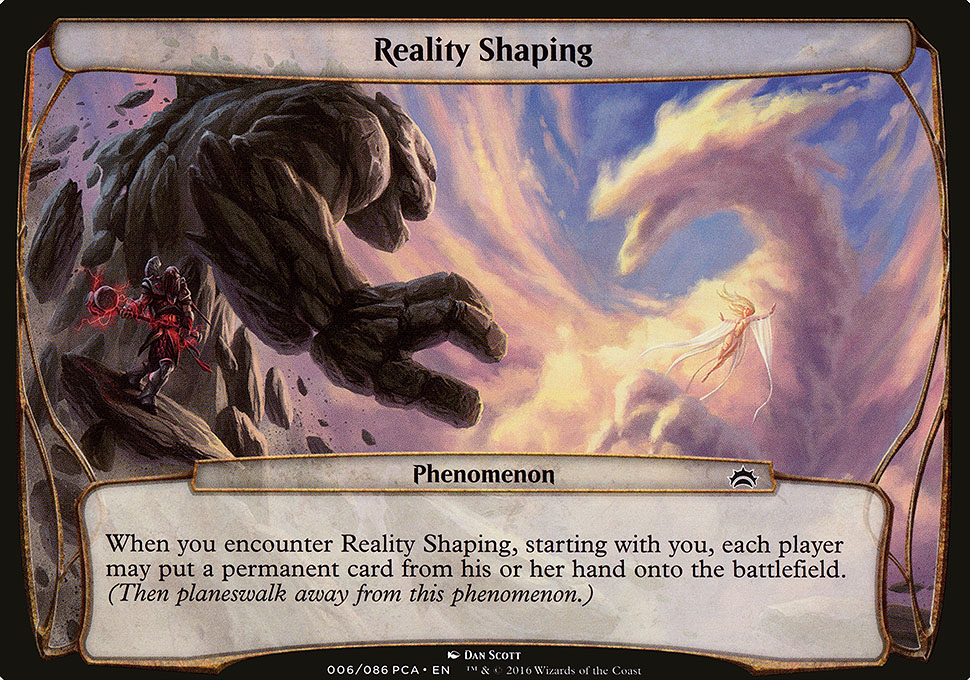 Reality Shaping
Phenomenon
When you encounter Reality Shaping, starting with you, each player
may put a permanent card from his or her hand onto the battlefield.
(Then planeswalk away from this phenomenon.)
Dan Scott
006/086 PCA • EN ™ & © 2016 Wizards of the Coast